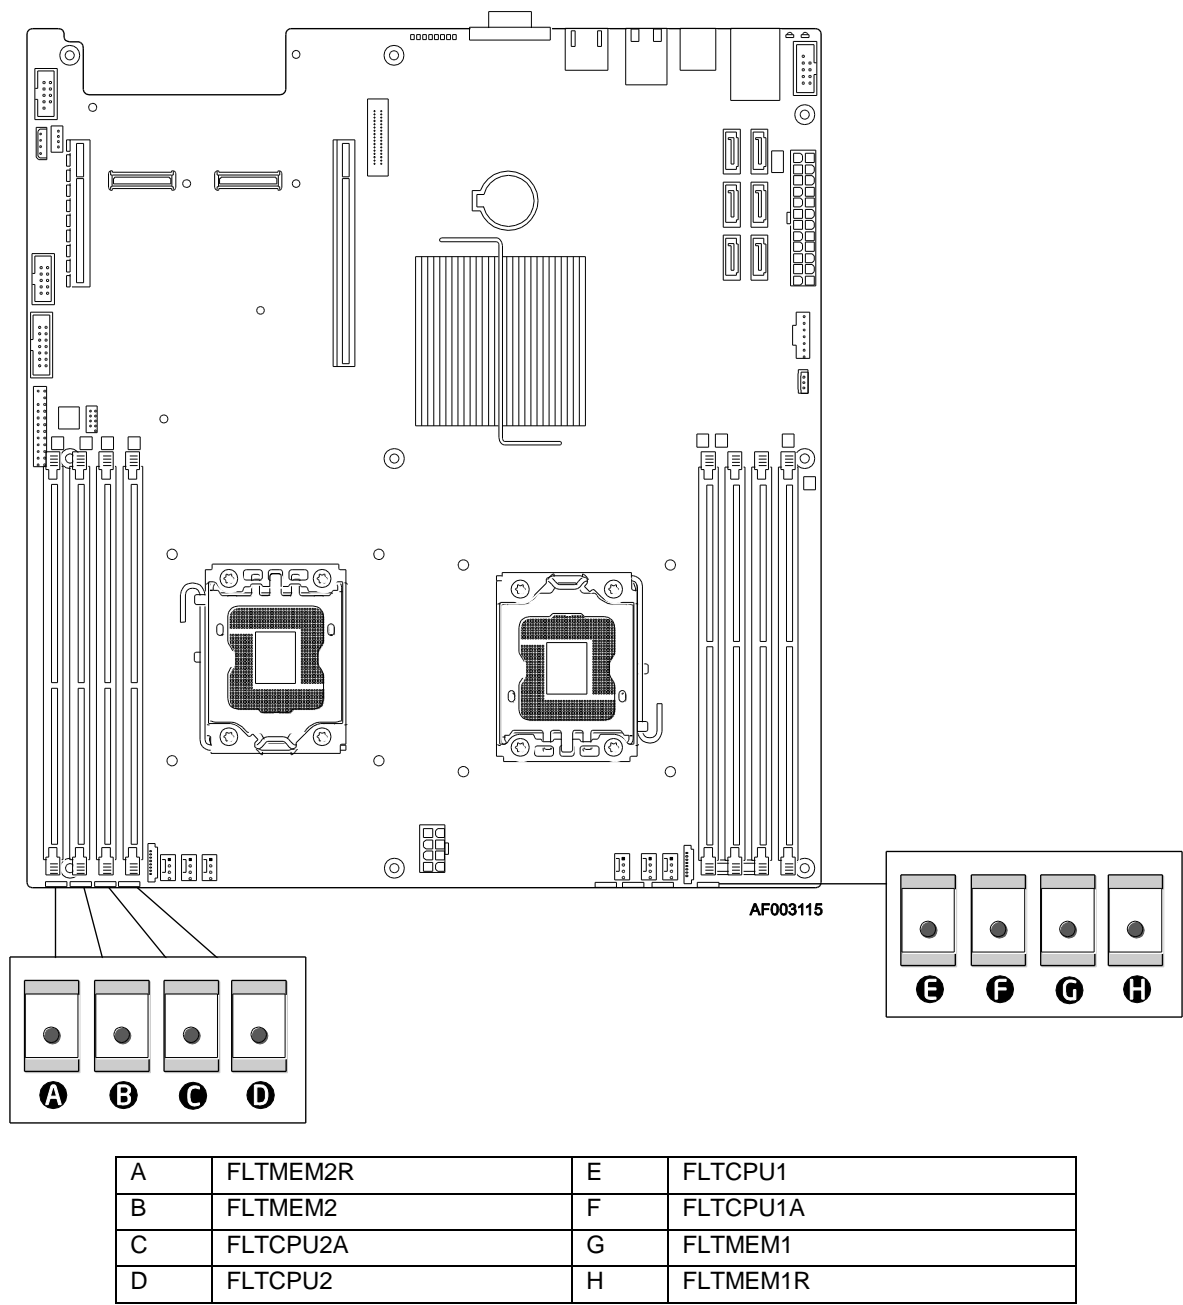 AF003115
E F G H
A B C D
A FLTMEM2R E FLTCPU1
B FLTMEM2 F FLTCPU1A
C FLTCPU2A G FLTMEM1
D FLTCPU2 H FLTMEM1R